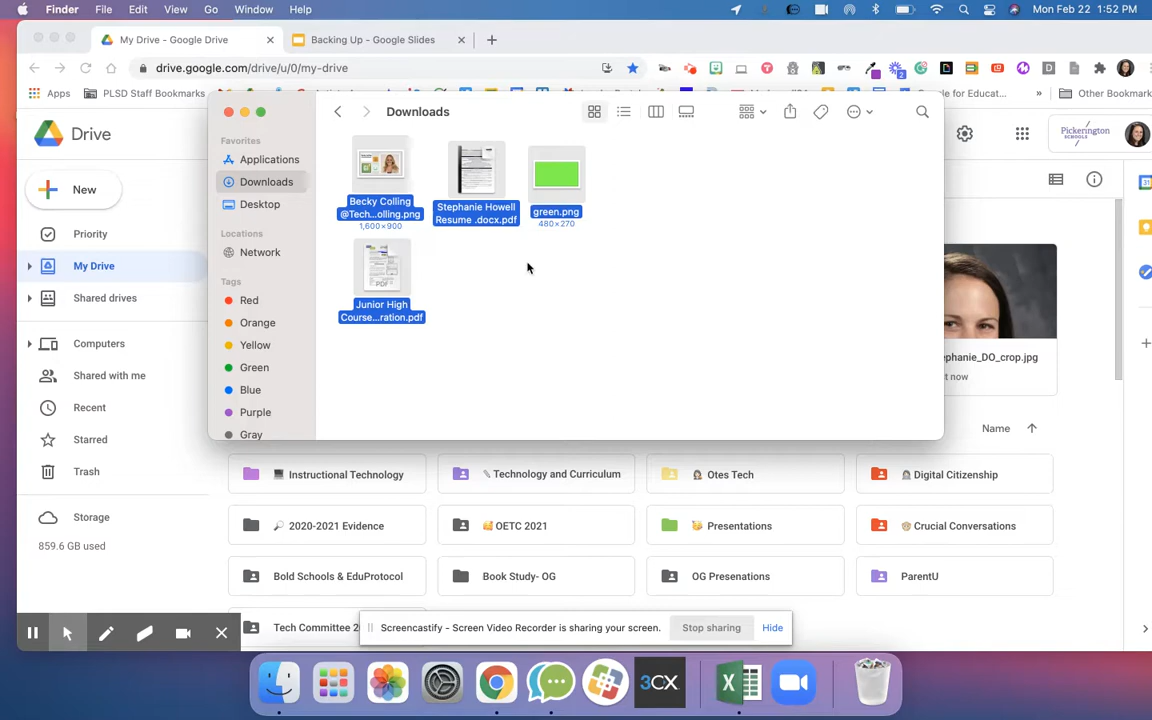 Finder File Edit View Go Window Help Mon Feb 22 1:52 PM
My Drive - Google Drive Backing Up - Google Slides
drive.google.com/drive/u/0/my-drive
Apps PLSD Staff Bookmarks for Educat... » Other Bookmark
Downloads
Drive
Pickerington
SCHOOLS
New
Priority
My Drive
Shared drives
Computers
Shared with me
Recent
Starred
Trash
Storage
859.6 GB used
Favorites
Applications
Downloads
Desktop
Locations
Network
Tags
Red
Orange
Yellow
Green
Blue
Purple
Gray
Becky Colling
@Tech...olling.png
1,600×900
Stephanie Howell
Resume .docx.pdf
green.png
480×270
PDF
Junior High
Course...ration.pdf
ephanie_DO_crop.jpg
t now
Name
Instructional Technology
Technology and Curriculum
Otes Tech
Digital Citizenship
2020-2021 Evidence
OETC 2021
Presentations
Crucial Conversations
Bold Schools & EduProtocol
Book Study- OG
OG Presenations
ParentU
Tech Committee 2
Screencastify - Screen Video Recorder is sharing your screen. Stop sharing Hide
3CX
X